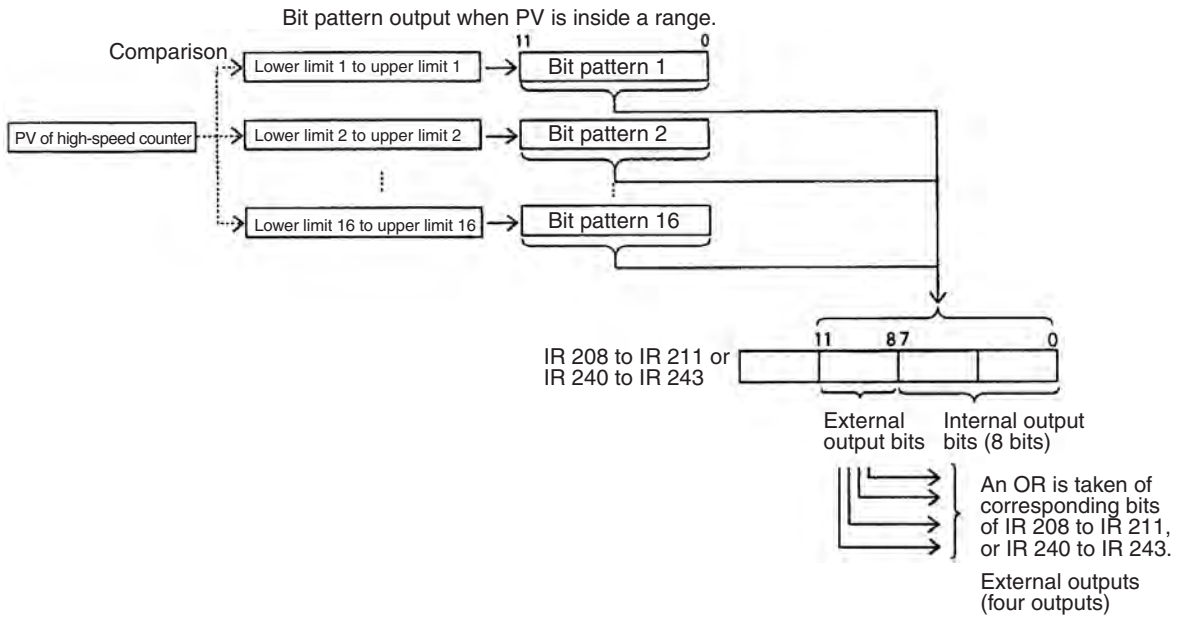 Bit pattern output when PV is inside a range.
11 0
Comparison
Lower limit 1 to upper limit 1
Bit pattern 1
PV of high-speed counter
Lower limit 2 to upper limit 2
Bit pattern 2
Lower limit 16 to upper limit 16
Bit pattern 16
11 8 7 0
IR 208 to IR 211 or
IR 240 to IR 243
External
output bits
Internal output
bits (8 bits)
An OR is taken of
corresponding bits
of IR 208 to IR 211,
or IR 240 to IR 243.
External outputs
(four outputs)